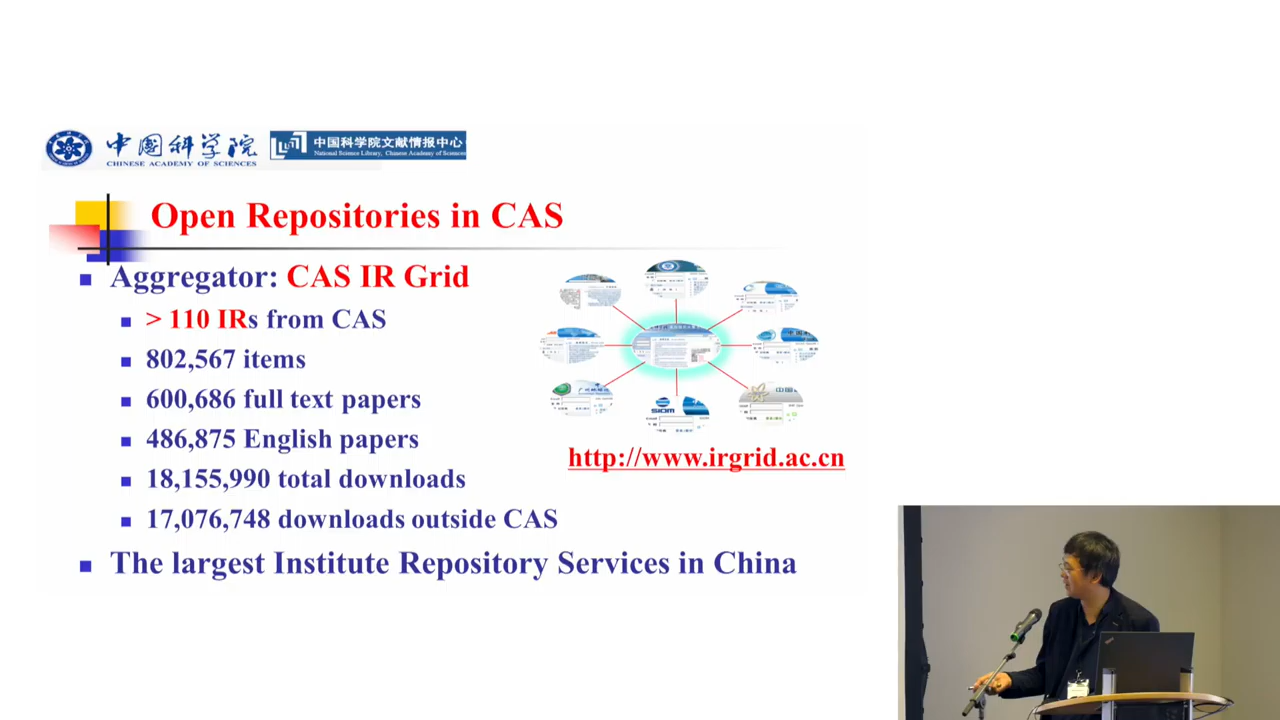 中国科学院
CHINESE ACADEMY OF SCIENCES
中国科学院文献情报中心
National Science Library, Chinese Academy of Sciences
Open Repositories in CAS
Aggregator: CAS IR Grid
> 110 IRs from CAS
802,567 items
600,686 full text papers
486,875 English papers
18,155,990 total downloads
17,076,748 downloads outside CAS
SIOM
http://www.irgrid.ac.cn
The largest Institute Repository Services in China